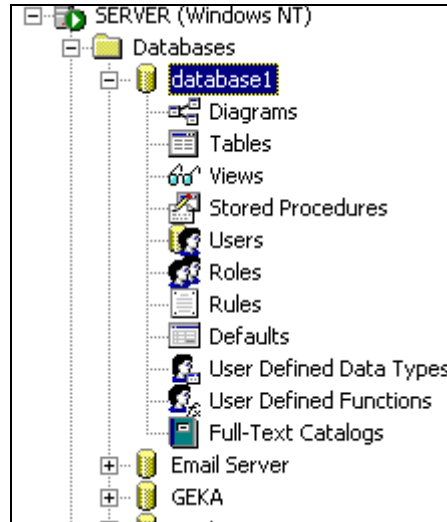 SERVER (Windows NT)
Databases
database1
Diagrams
Tables
Views
Stored Procedures
Users
Roles
Rules
Defaults
User Defined Data Types
User Defined Functions
Full-Text Catalogs
Email Server
GEKA